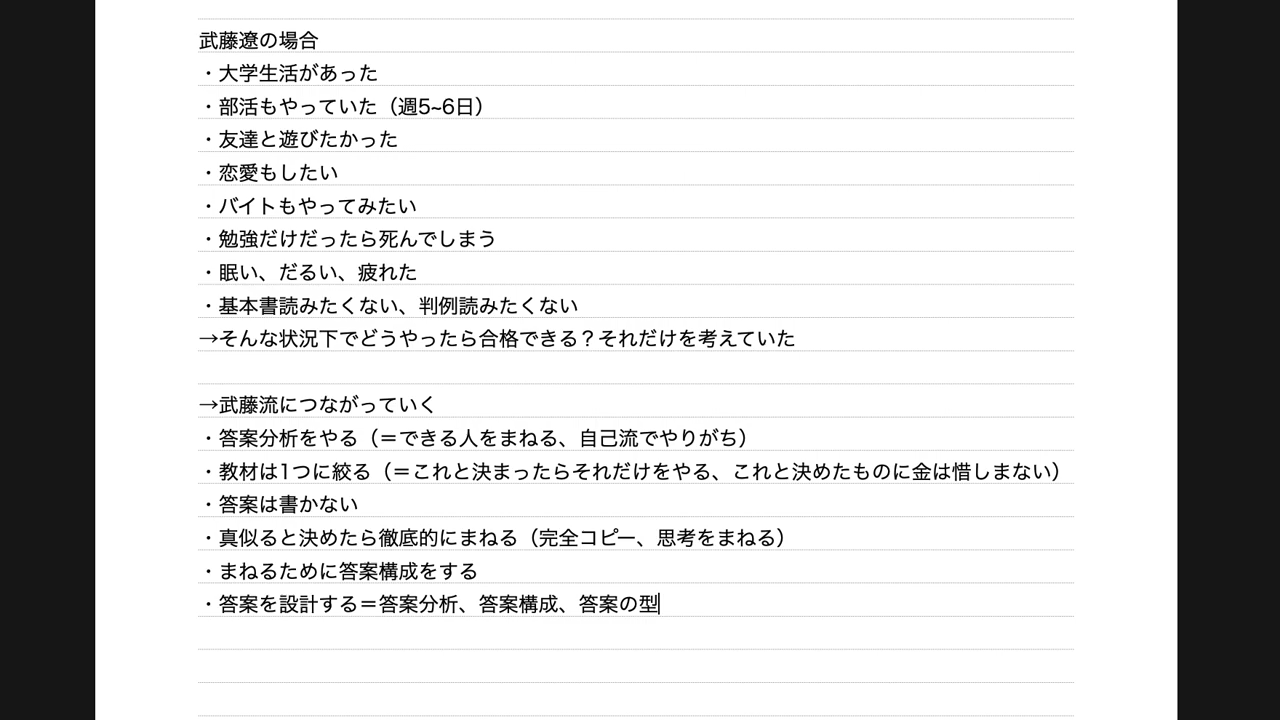 武藤遼の場合
・大学生活があった
・部活もやっていた（週5~6日）
・友達と遊びたかった
・恋愛もしたい
・バイトもやってみたい
・勉強だけだったら死んでしまう
・眠い、だるい、疲れた
・基本書読みたくない、判例読みたくない
→そんな状況下でどうやったら合格できる？それだけを考えていた
→武藤流につながっていく
・答案分析をやる（＝できる人をまねる、自己流でやりがち）
・教材は1つに絞る（＝これと決まったらそれだけをやる、これと決めたものに金は惜しまない）
・答案は書かない
・真似ると決めたら徹底的にまねる（完全コピー、思考をまねる）
・まねるために答案構成をする
・答案を設計する＝答案分析、答案構成、答案の型